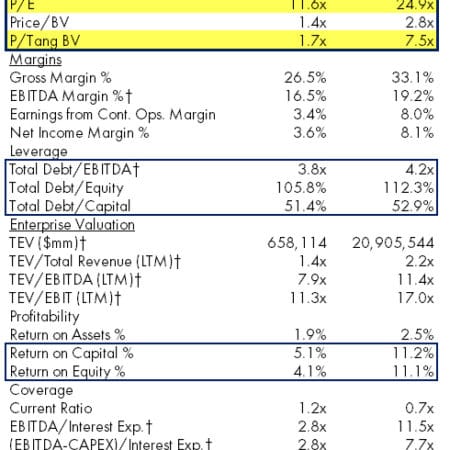 P/E 11.6x 24.9x
Price/BV 1.4x 2.8x
P/Tang BV 1.7x 7.5x
Margins
Gross Margin % 26.5% 33.1%
EBITDA Margin %† 16.5% 19.2%
Earnings from Cont. Ops. Margin 3.4% 8.0%
Net Income Margin % 3.6% 8.1%
Leverage
Total Debt/EBITDA† 3.8x 4.2x
Total Debt/Equity 105.8% 112.3%
Total Debt/Capital 51.4% 52.9%
Enterprise Valuation
TEV ($mm)† 658,114 20,905,544
TEV/Total Revenue (LTM)† 1.4x 2.2x
TEV/EBITDA (LTM)† 7.9x 11.4x
TEV/EBIT (LTM)† 11.3x 17.0x
Profitability
Return on Assets % 1.9% 2.5%
Return on Capital % 5.1% 11.2%
Return on Equity % 4.1% 11.1%
Coverage
Current Ratio 1.2x 0.7x
EBITDA/Interest Exp.† 2.8x 11.5x
(EBITDA-CAPEX)/Interest Exp.† 2.8x 7.7x